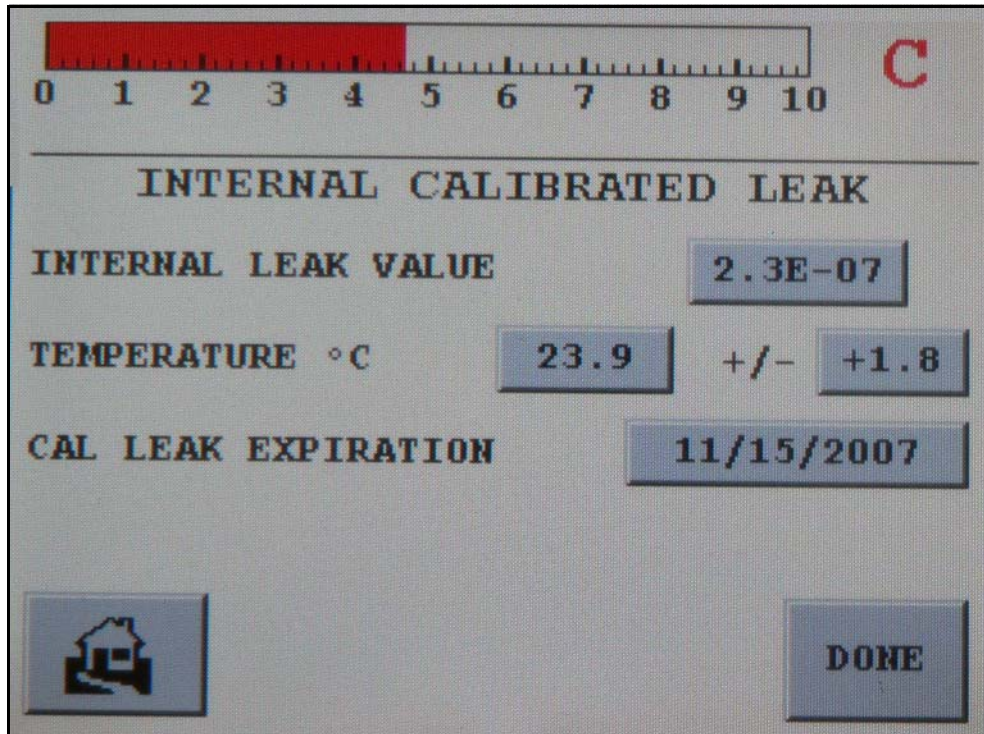 0 1 2 3 4 5 6 7 8 9 10 C
INTERNAL CALIBRATED LEAK
INTERNAL LEAK VALUE 2.3E-07
TEMPERATURE °C 23.9 +/- +1.8
CAL LEAK EXPIRATION 11/15/2007
DONE